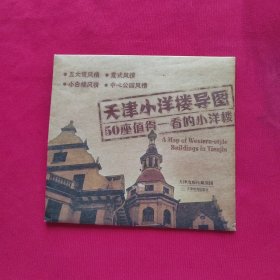 •五大道风情 •意式风情
•小白楼风情 •中心公园风情
天津小洋楼导图
50座值得一看的小洋楼
A Map of Western-style
Buildings in Tianjin